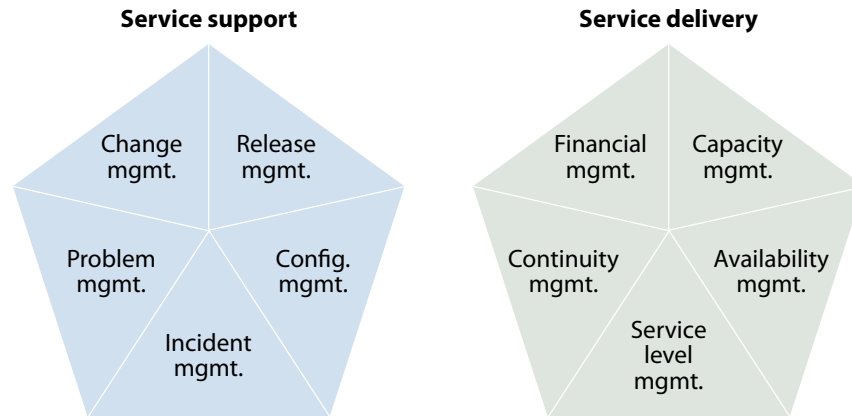 Service support
Change
mgmt.
Release
mgmt.
Problem
mgmt.
Config.
mgmt.
Incident
mgmt.
Service delivery
Financial
mgmt.
Capacity
mgmt.
Continuity
mgmt.
Availability
mgmt.
Service
level
mgmt.